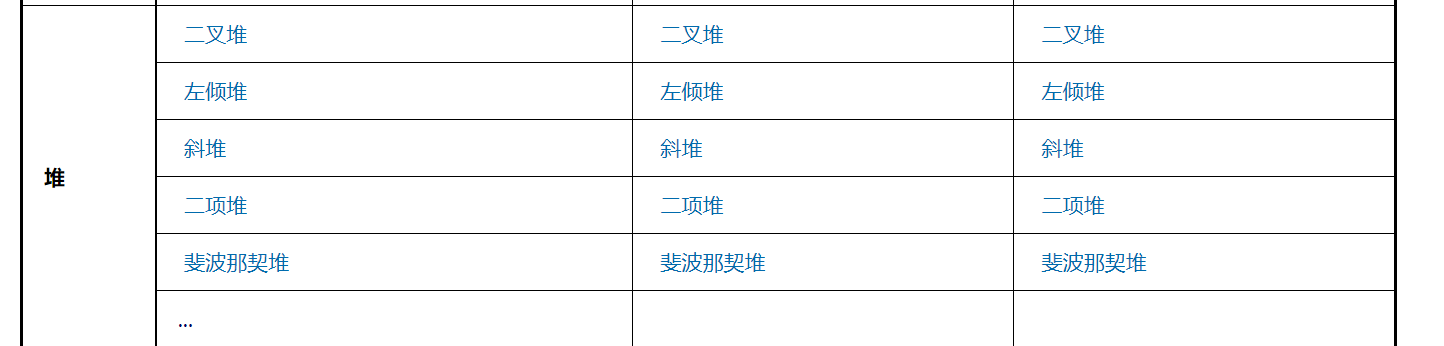 堆
二叉堆 二叉堆 二叉堆
左倾堆 左倾堆 左倾堆
斜堆 斜堆 斜堆
二项堆 二项堆 二项堆
斐波那契堆 斐波那契堆 斐波那契堆
...